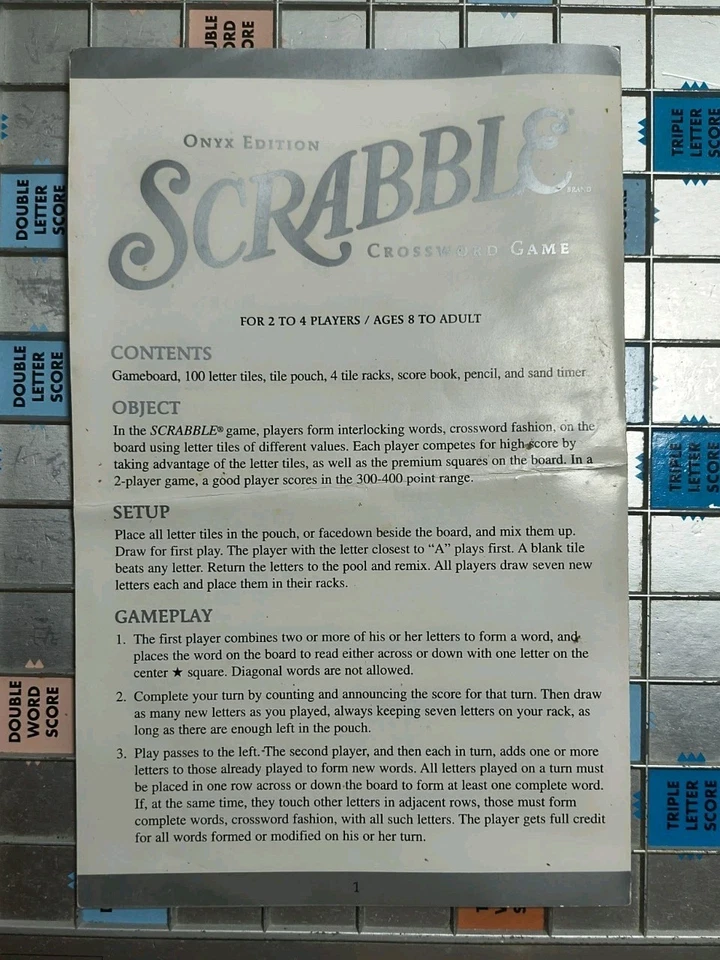 DOUBLE
WORD
SCORE
ONYX EDITION
SCRABBLE®
BRAND
CROSSWORD GAME
FOR 2 TO 4 PLAYERS / AGES 8 TO ADULT
CONTENTS
Gameboard, 100 letter tiles, tile pouch, 4 tile racks, score book, pencil, and sand timer
OBJECT
In the SCRABBLE® game, players form interlocking words, crossword fashion, on the
board using letter tiles of different values. Each player competes for high score by
taking advantage of the letter tiles, as well as the premium squares on the board. In a
2-player game, a good player scores in the 300-400 point range.
SETUP
Place all letter tiles in the pouch, or facedown beside the board, and mix them up.
Draw for first play. The player with the letter closest to “A” plays first. A blank tile
beats any letter. Return the letters to the pool and remix. All players draw seven new
letters each and place them in their racks.
GAMEPLAY
1. The first player combines two or more of his or her letters to form a word, and
places the word on the board to read either across or down with one letter on the
center ★ square. Diagonal words are not allowed.
2. Complete your turn by counting and announcing the score for that turn. Then draw
as many new letters as you played, always keeping seven letters on your rack, as
long as there are enough left in the pouch.
3. Play passes to the left. The second player, and then each in turn, adds one or more
letters to those already played to form new words. All letters played on a turn must
be placed in one row across or down the board to form at least one complete word.
If, at the same time, they touch other letters in adjacent rows, those must form
complete words, crossword fashion, with all such letters. The player gets full credit
for all words formed or modified on his or her turn.
1
DOUBLE
LETTER
SCORE
DOUBLE
LETTER
SCORE
TRIPLE
LETTER
SCORE
TRIPLE
LETTER
SCORE
TRIPLE
LETTER
SCORE